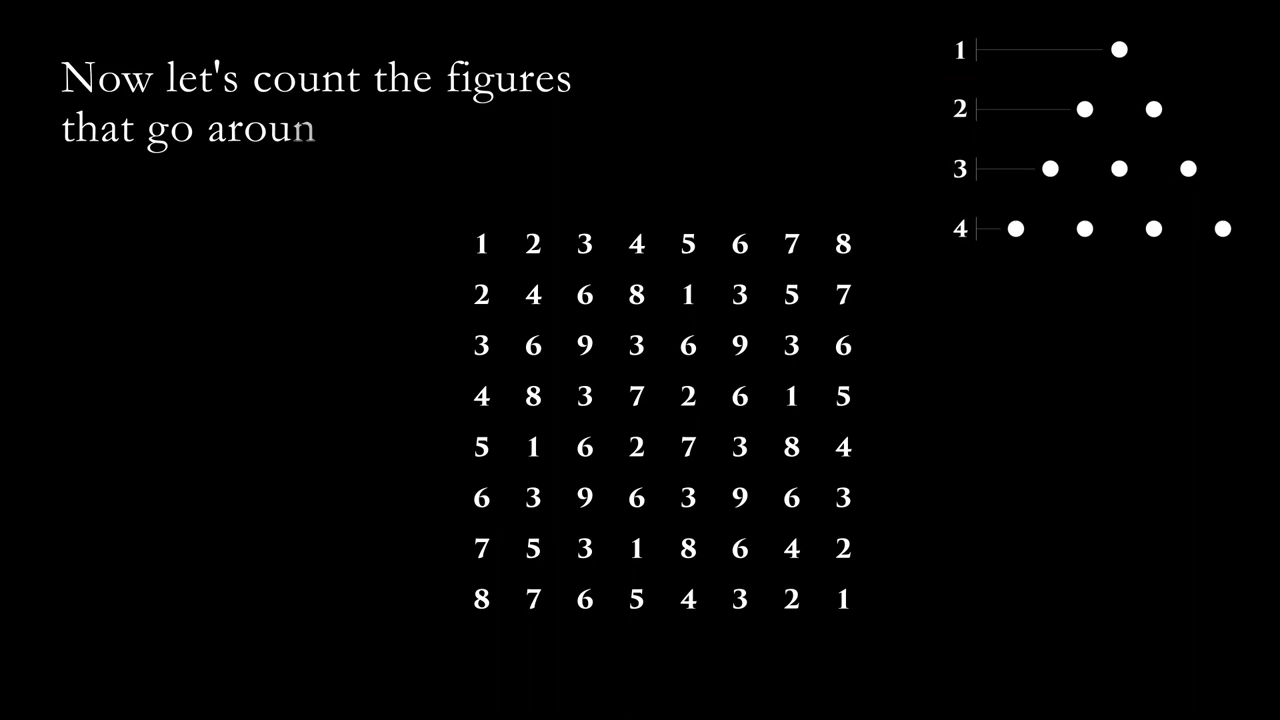 Now let's count the figures
that go aroun
1
2
3
4
1 2 3 4 5 6 7 8
2 4 6 8 1 3 5 7
3 6 9 3 6 9 3 6
4 8 3 7 2 6 1 5
5 1 6 2 7 3 8 4
6 3 9 6 3 9 6 3
7 5 3 1 8 6 4 2
8 7 6 5 4 3 2 1